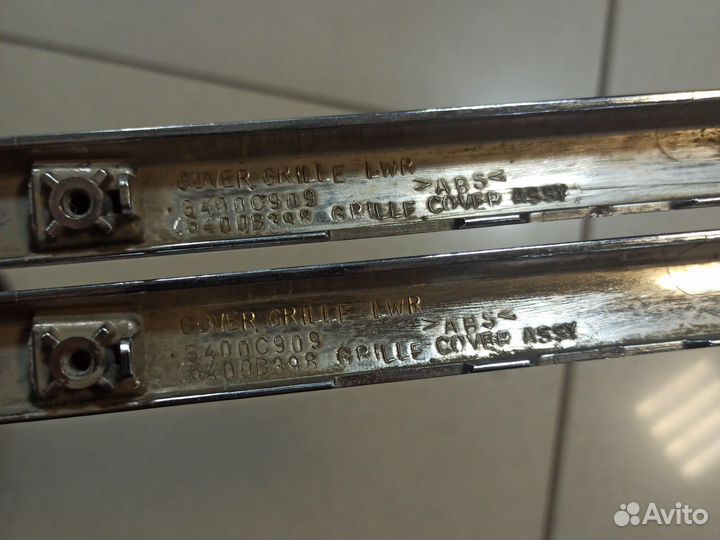 COVER, GRILLE LWR
>ABS<
6400C909
6400B398 GRILLE COVER ASSY
COVER, GRILLE LWR
>ABS<
6400C909
6400B398 GRILLE COVER ASSY
Avito